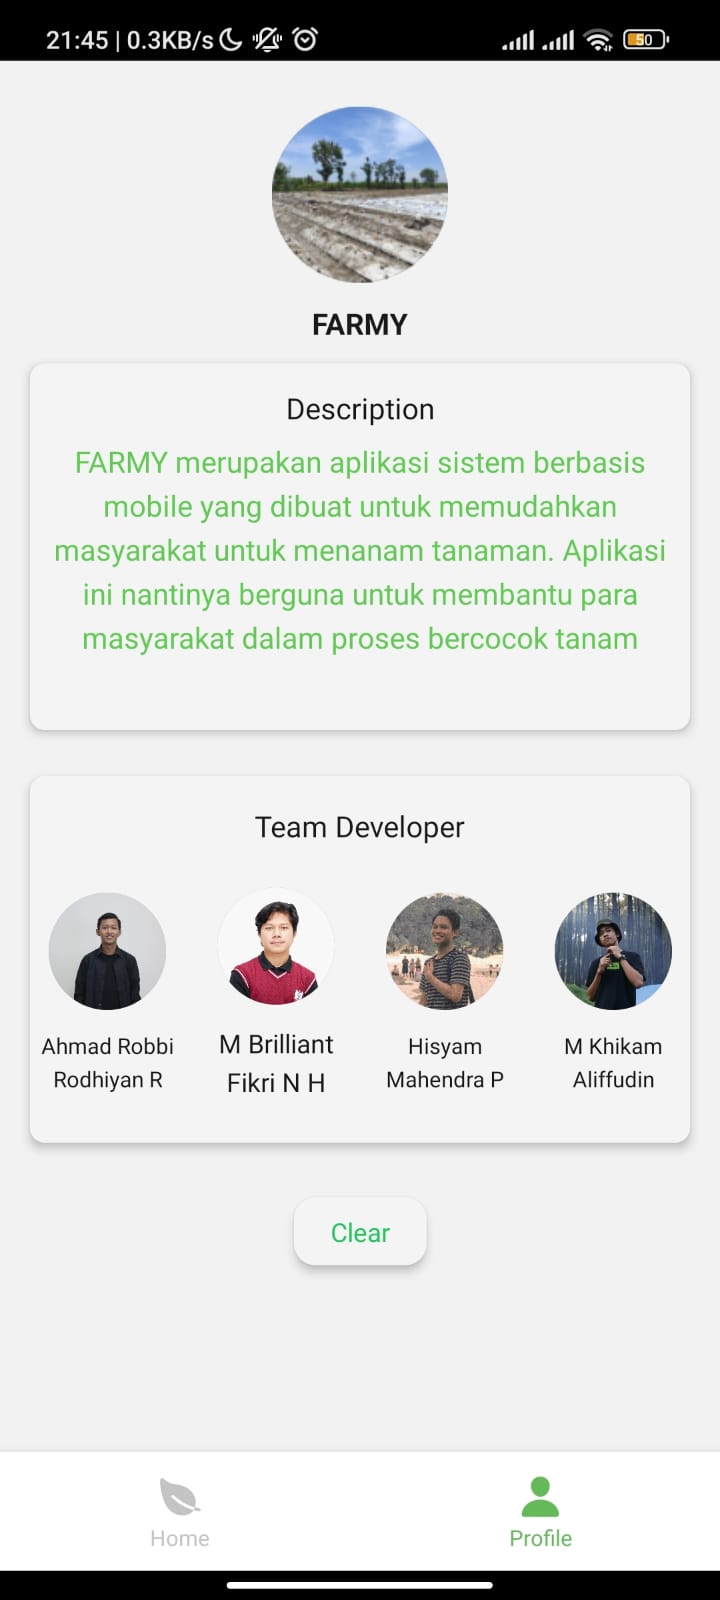 21:45 | 0.3KB/s
50
FARMY
Description
FARMY merupakan aplikasi sistem berbasis
mobile yang dibuat untuk memudahkan
masyarakat untuk menanam tanaman. Aplikasi
ini nantinya berguna untuk membantu para
masyarakat dalam proses bercocok tanam
Team Developer
Ahmad Robbi
Rodhiyan R
M Brilliant
Fikri N H
Hisyam
Mahendra P
M Khikam
Aliffudin
Clear
Home
Profile